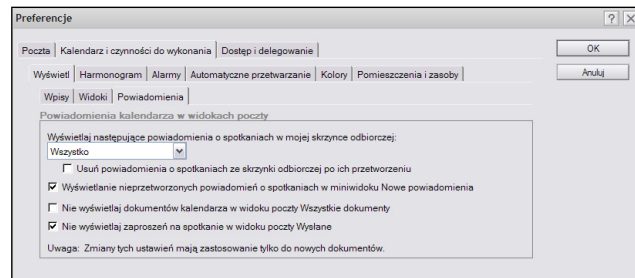 Preferencje
Poczta Kalendarz i czynności do wykonania Dostęp i delegowanie
OK
Wyświetl Harmonogram Alarmy Automatyczne przetwarzanie Kolory Pomieszczenia i zasoby
Anuluj
Wpisy Widoki Powiadomienia
Powiadomienia kalendarza w widokach poczty
Wyświetlaj następujące powiadomienia o spotkaniach w mojej skrzynce odbiorczej:
Wszystko
Usuń powiadomienia o spotkaniach ze skrzynki odbiorczej po ich przetworzeniu
Wyświetlanie nieprzetworzonych powiadomień o spotkaniach w miniwidoku Nowe powiadomienia
Nie wyświetlaj dokumentów kalendarza w widoku poczty Wszystkie dokumenty
Nie wyświetlaj zaproszeń na spotkanie w widoku poczty Wysłane
Uwaga: Zmiany tych ustawień mają zastosowanie tylko do nowych dokumentów.